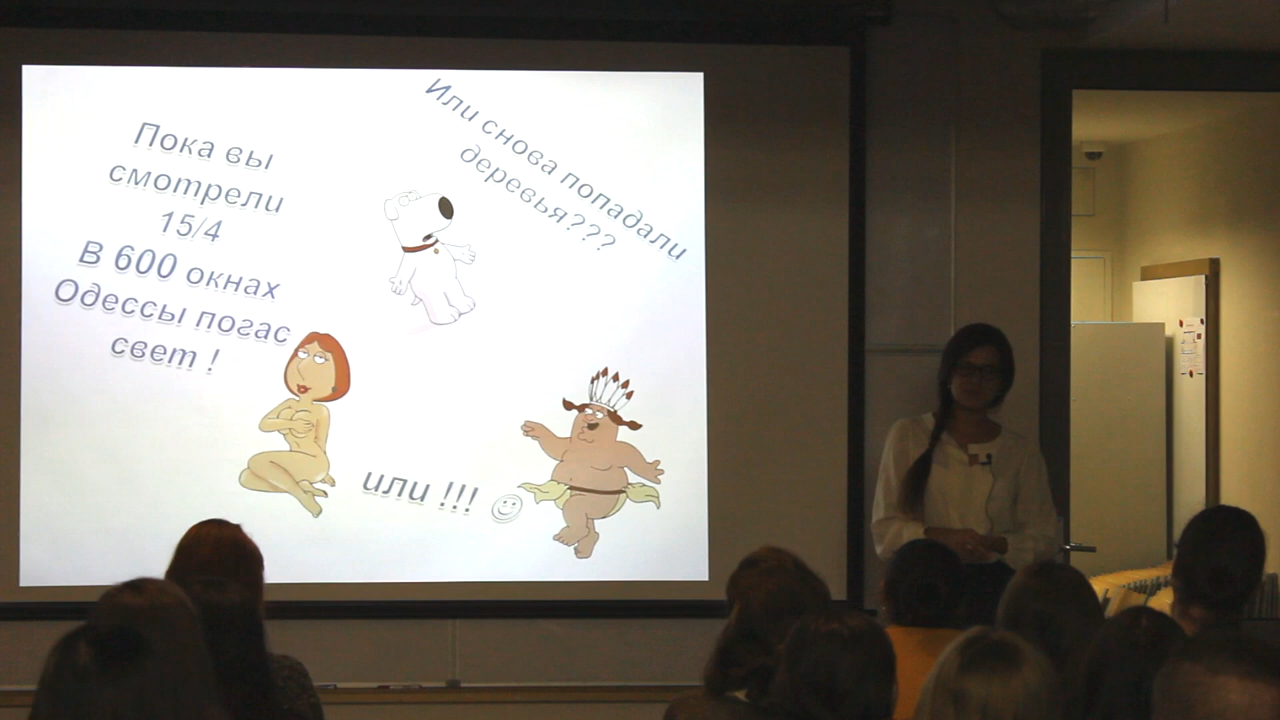 Пока вы
смотрели
15/4
В 600 окнах
Одессы погас
свет !
Или снова попадали
деревья???
или !!!